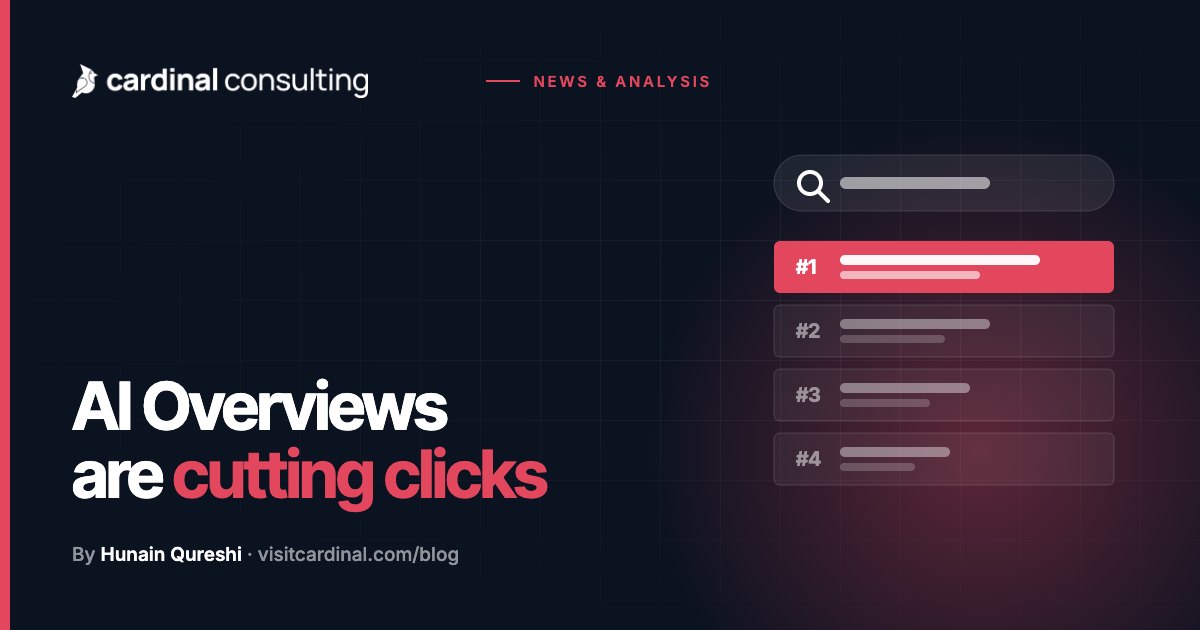 cardinal consulting
NEWS & ANALYSIS
#1
#2
#3
#4
AI Overviews
are cutting clicks
By Hunain Qureshi · visitcardinal.com/blog